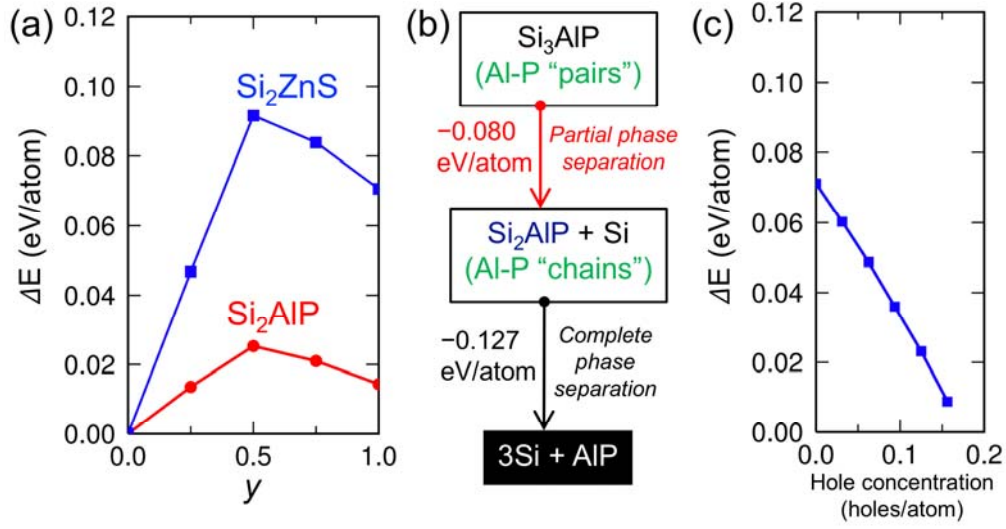 (a)
ΔE (eV/atom)
0.12
0.10
0.08
0.06
0.04
0.02
0.00
Si₂ZnS
Si₂AlP
0.0
0.5
1.0
y
(b)
Si₃AlP
(Al-P “pairs”)
−0.080
eV/atom
Partial phase
separation
Si₂AlP + Si
(Al-P “chains”)
−0.127
eV/atom
Complete
phase
separation
3Si + AlP
(c)
ΔE (eV/atom)
0.12
0.10
0.08
0.06
0.04
0.02
0.00
0.0
0.1
0.2
Hole concentration
(holes/atom)